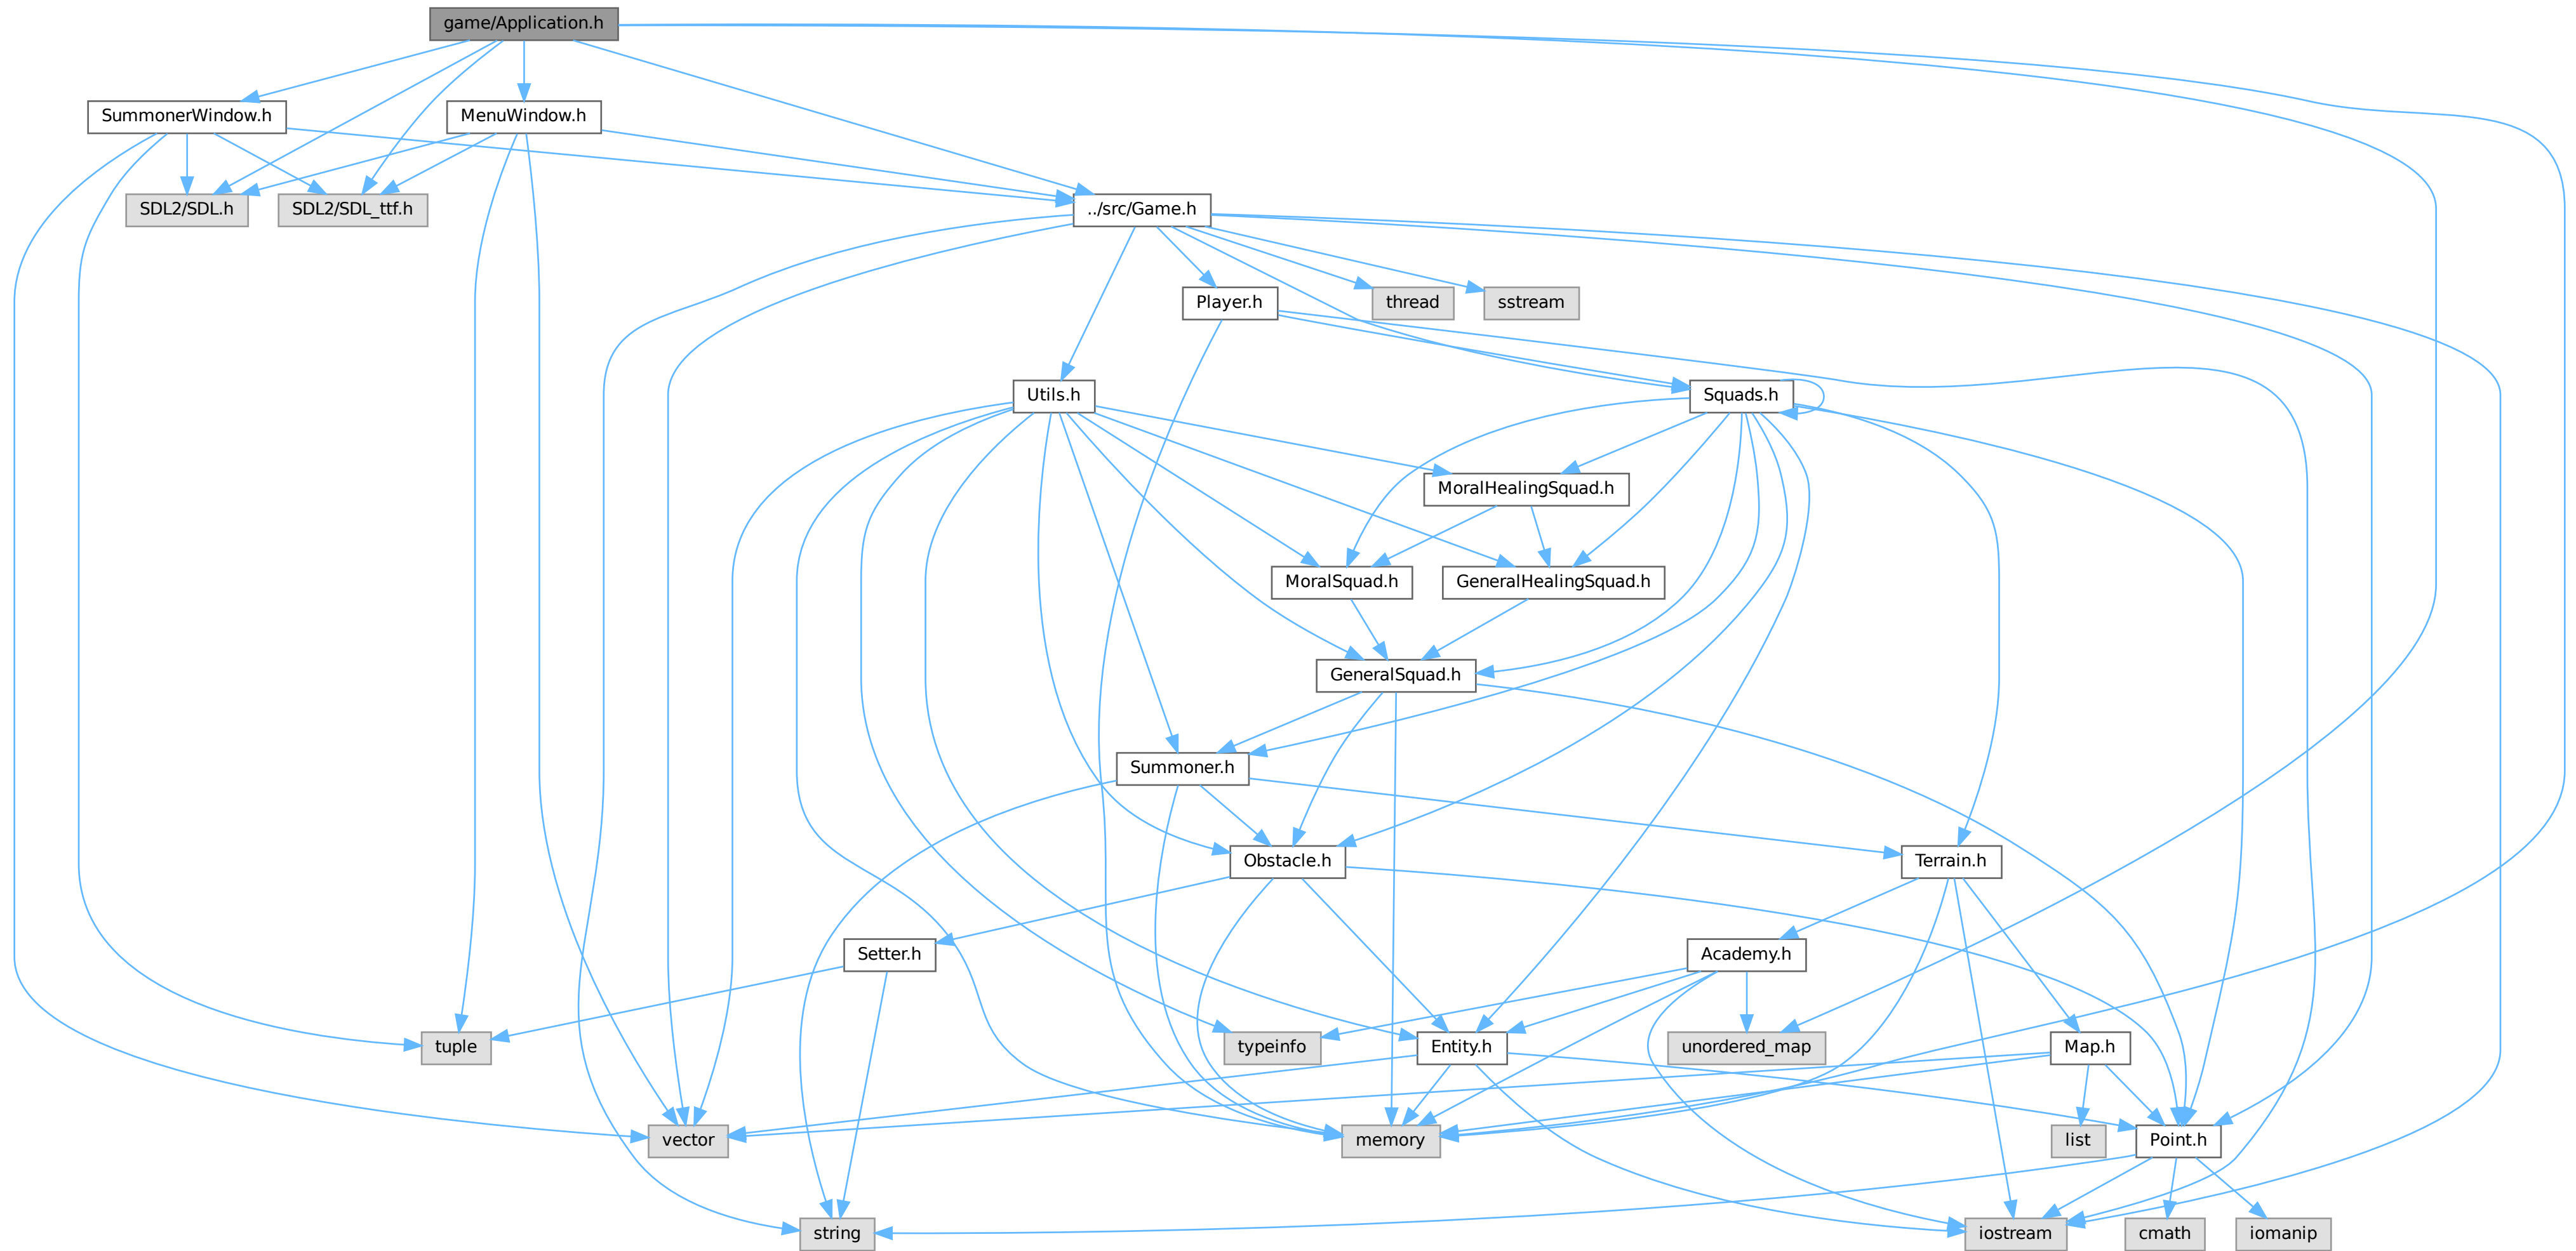 game/Application.h
SummonerWindow.h
MenuWindow.h
SDL2/SDL.h
SDL2/SDL_ttf.h
../src/Game.h
Player.h
thread
sstream
Utils.h
Squads.h
MoralHealingSquad.h
MoralSquad.h
GeneralHealingSquad.h
GeneralSquad.h
Summoner.h
Obstacle.h
Terrain.h
Setter.h
Academy.h
tuple
typeinfo
Entity.h
unordered_map
Map.h
vector
memory
list
Point.h
string
iostream
cmath
iomanip